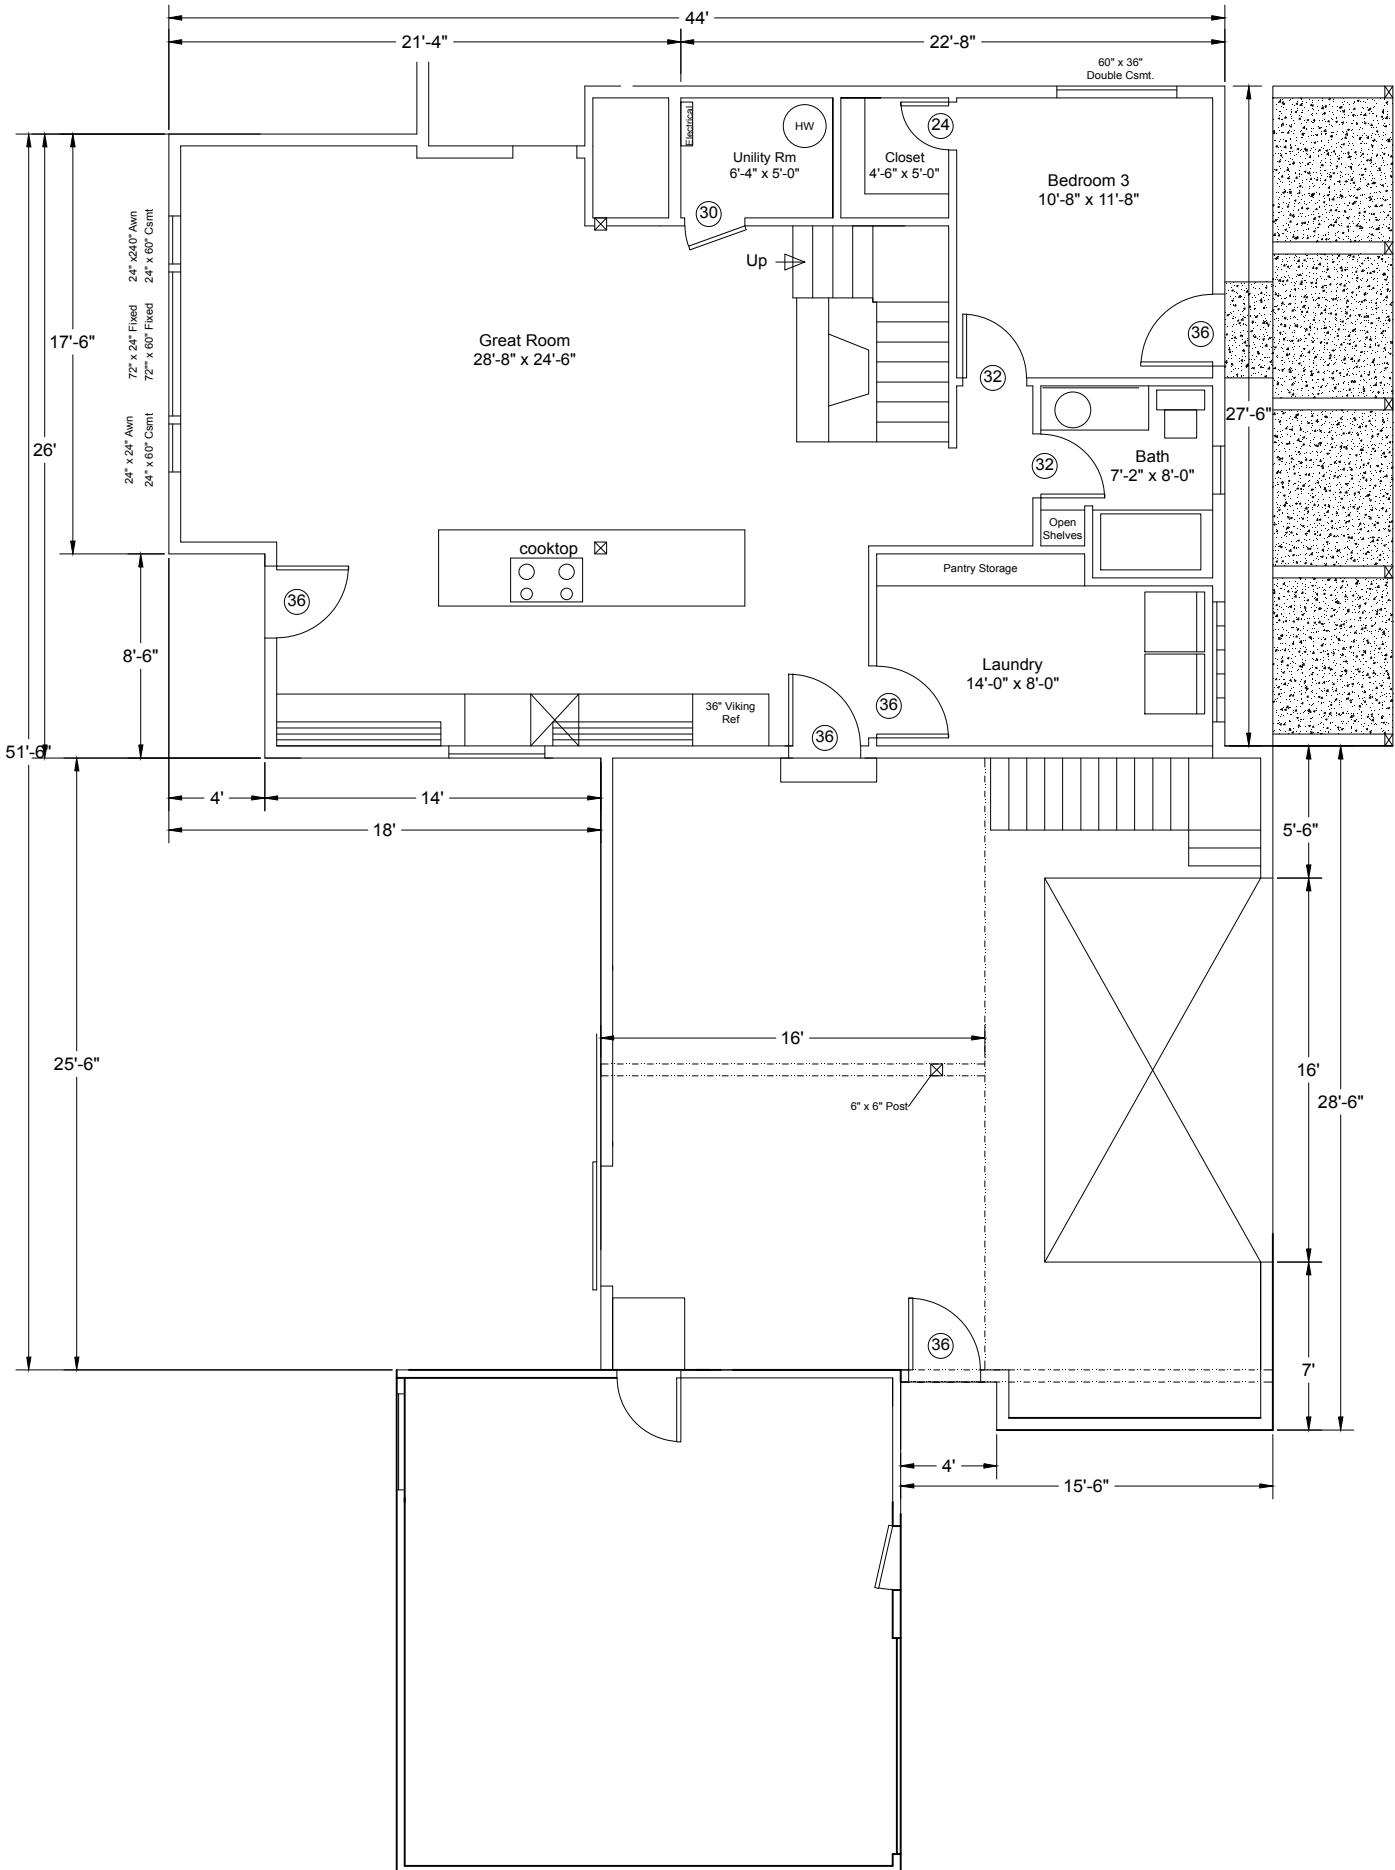 44'
21'-4"
22'-8"
60" x 36"
Double Csmt.
Electrical
HW
24
Unility Rm
6'-4" x 5'-0"
Closet
4'-6" x 5'-0"
Bedroom 3
10'-8" x 11'-8"
30
24" x240" Awn
24" x 60" Csmt
Up
72" x 24" Fixed
72"" x 60" Fixed
17'-6"
Great Room
28'-8" x 24'-6"
36
32
27'-6"
24" x 24" Awn
24" x 60" Csmt
26'
32
Bath
7'-2" x 8'-0"
Open
Shelves
cooktop
Pantry Storage
36
8'-6"
Laundry
14'-0" x 8'-0"
36" Viking
Ref
36
36
51'-6"
4'
14'
18'
5'-6"
16'
25'-6"
16'
6" x 6" Post
28'-6"
36
7'
4'
15'-6"